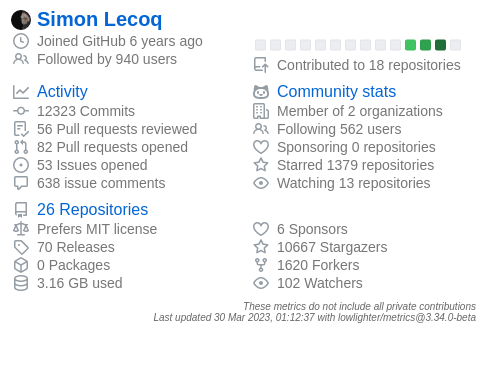 Simon Lecoq
Joined GitHub 6 years ago
Followed by 940 users
Contributed to 18 repositories
Activity
12323 Commits
56 Pull requests reviewed
82 Pull requests opened
53 Issues opened
638 issue comments
Community stats
Member of 2 organizations
Following 562 users
Sponsoring 0 repositories
Starred 1379 repositories
Watching 13 repositories
26 Repositories
Prefers MIT license
70 Releases
0 Packages
3.16 GB used
6 Sponsors
10667 Stargazers
1620 Forkers
102 Watchers
These metrics do not include all private contributions
Last updated 30 Mar 2023, 01:12:37 with lowlighter/metrics@3.34.0-beta